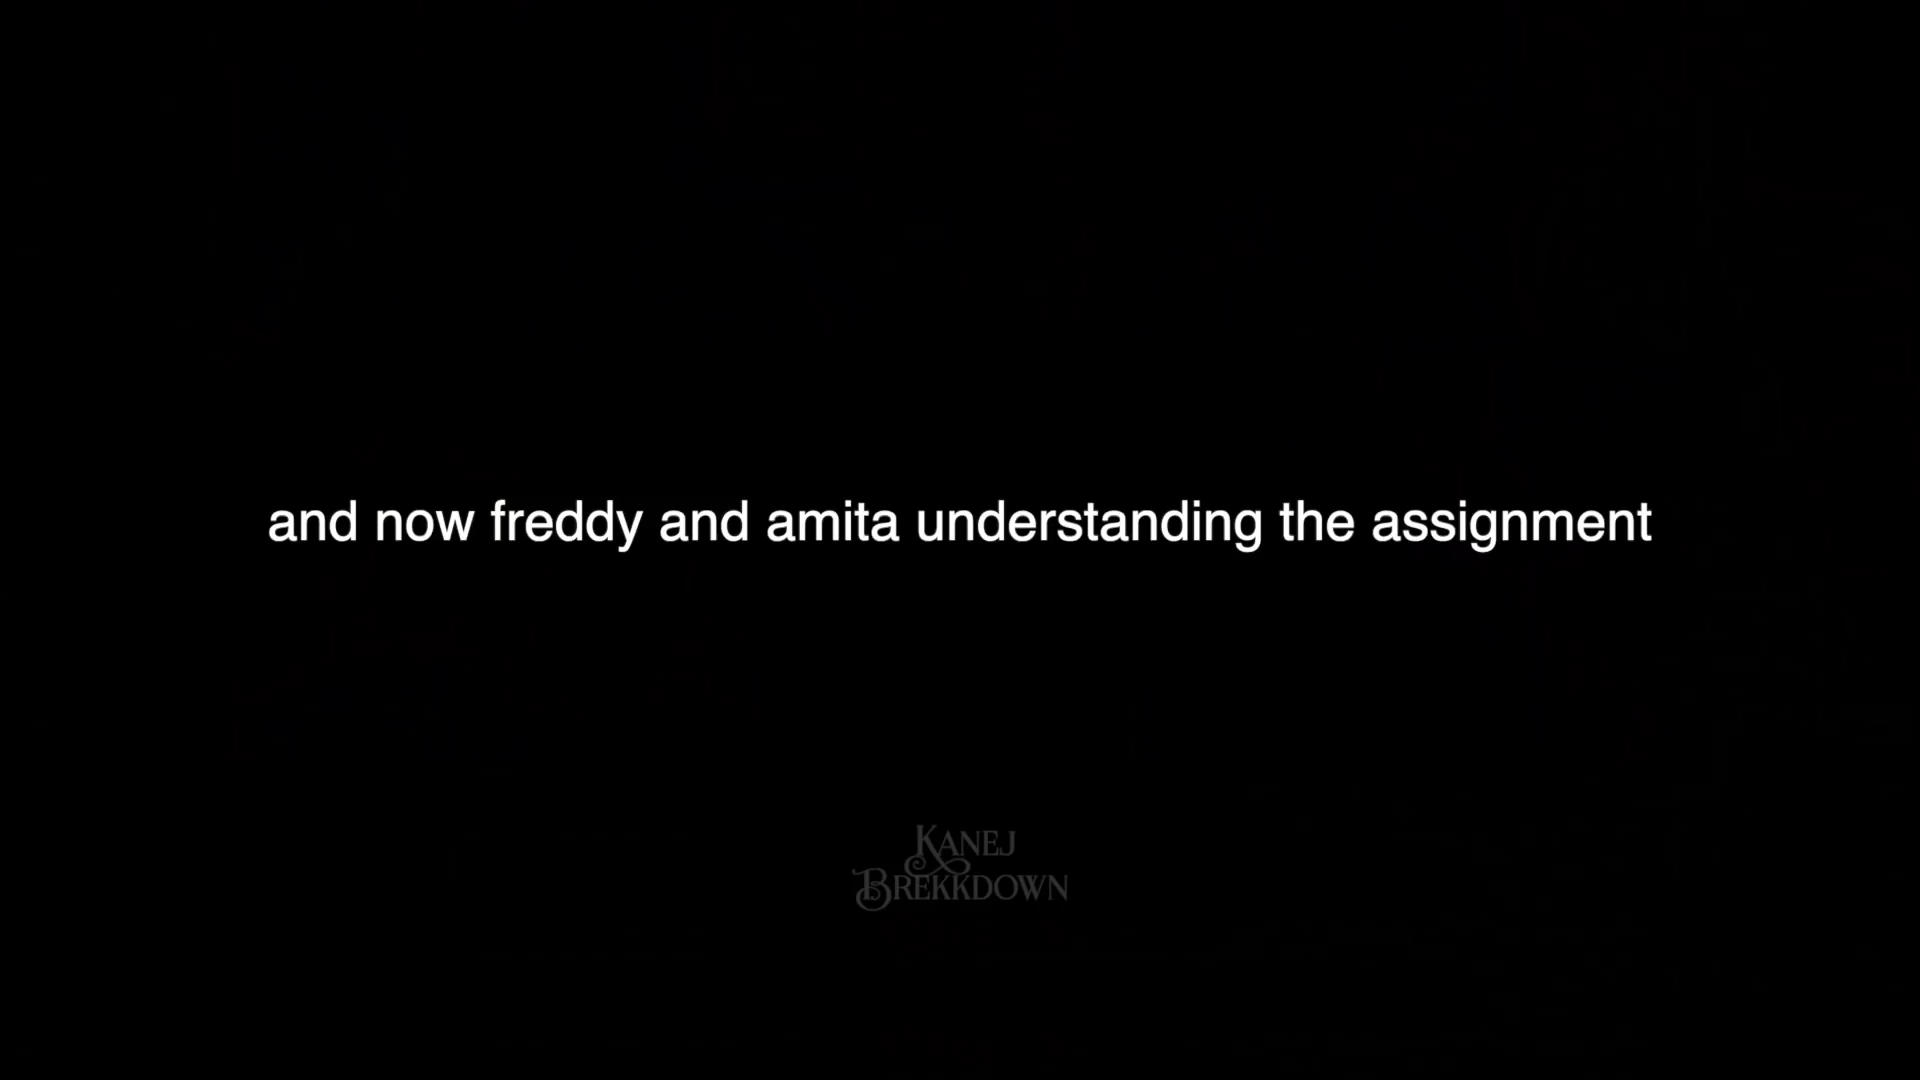 and now freddy and amita understanding the assignment
KANEJ
BREKKDOWN